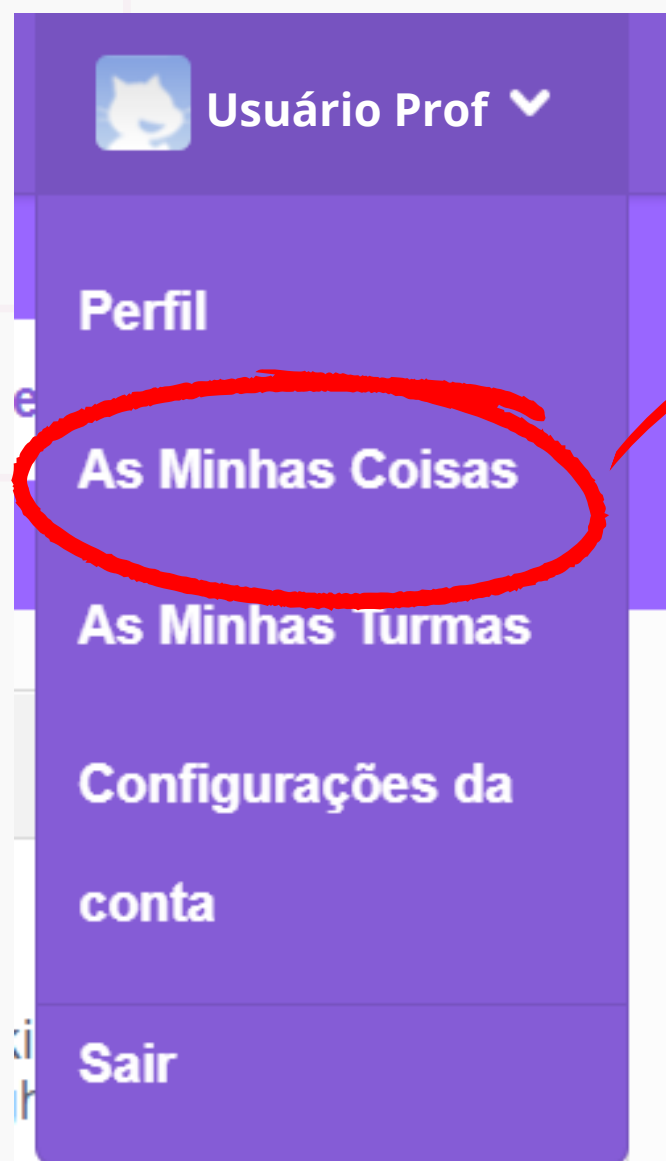 Usuário Prof
Perfil
As Minhas Coisas
As Minhas Turmas
Configurações da
conta
Sair